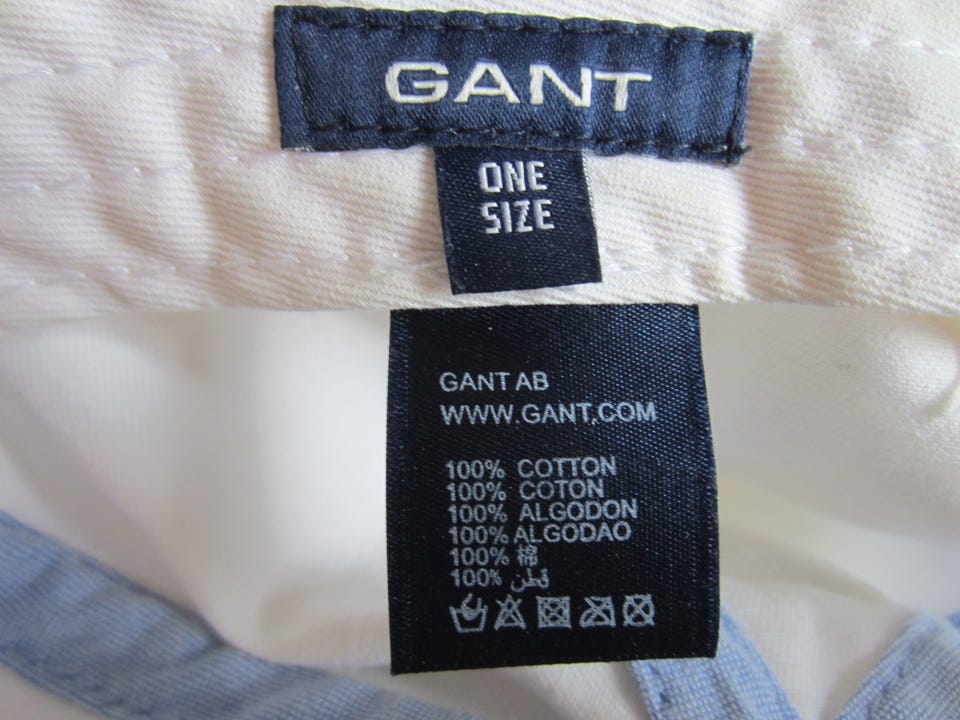 GANT
ONE
SIZE
GANT AB
WWW.GANT.COM
100% COTTON
100% COTON
100% ALGODON
100% ALGODAO
100% 棉
100% قطن